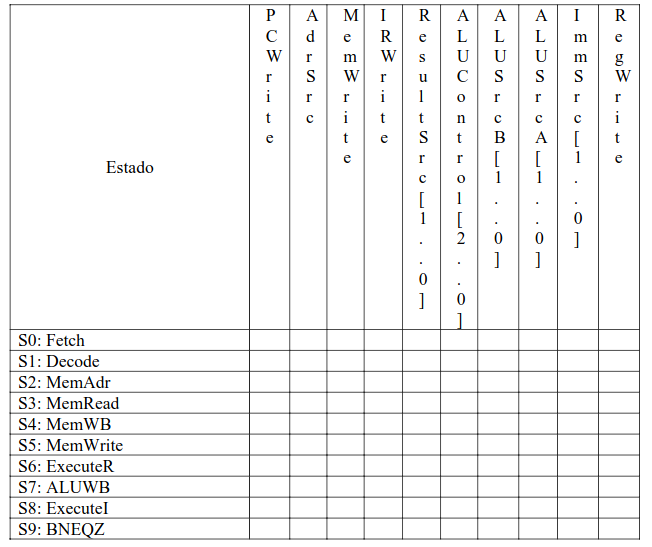 Estado
PCWrite
AdrSrc
MemWrite
IRWrite
ResultSrc[1..0]
ALUControl[2..0]
ALUSrcB[1..0]
ALUSrcA[1..0]
ImmSrc[1..0]
RegWrite
S0: Fetch
S1: Decode
S2: MemAdr
S3: MemRead
S4: MemWB
S5: MemWrite
S6: ExecuteR
S7: ALUWB
S8: ExecuteI
S9: BNEQZ